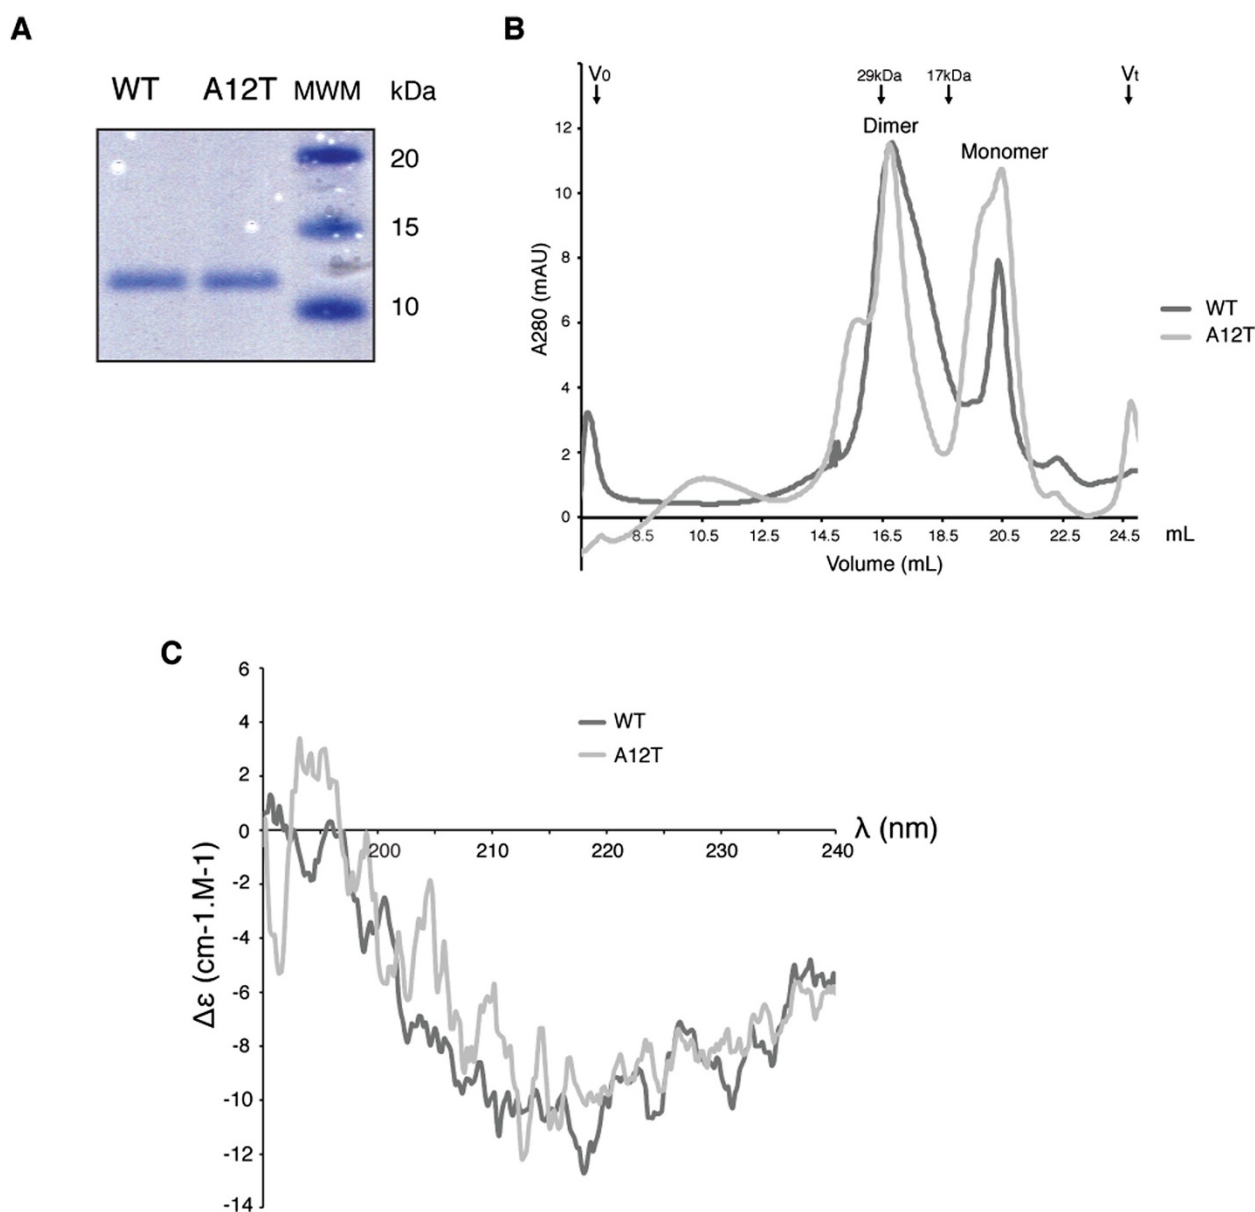 A
WT A12T MWM kDa
20
15
10
B
V0 29kDa 17kDa Vt
Dimer
Monomer
12
10
8
6
4
2
0
A280 (mAU)
8.5 10.5 12.5 14.5 16.5 18.5 20.5 22.5 24.5 mL
Volume (mL)
WT
A12T
C
6
4
2
0
-2
-4
-6
-8
-10
-12
-14
Δε (cm-1.M-1)
WT
A12T
200 210 220 230 240
λ (nm)